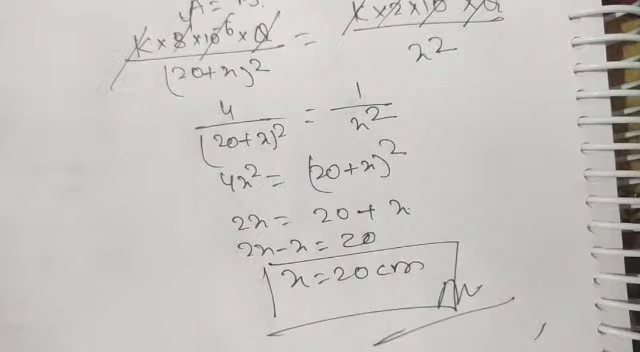 K×8×10⁻⁶×Q/(20+x)² = K×2×10×Q/x²
4/(20+x)² = 1/x²
4x² = (20+x)²
2x = 20+x
2x-x = 20
x = 20 cm